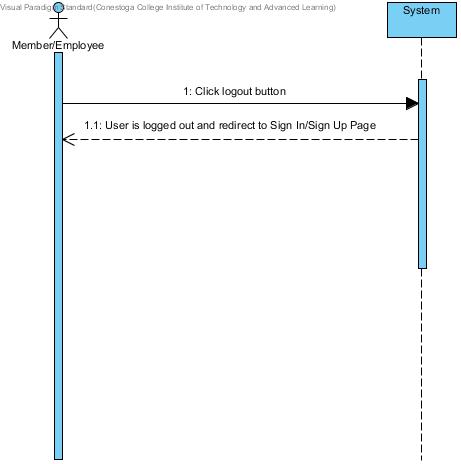 Visual Paradigm Standard(Conestoga College Institute of Technology and Advanced Learning)
System
Member/Employee
1: Click logout button
1.1: User is logged out and redirect to Sign In/Sign Up Page